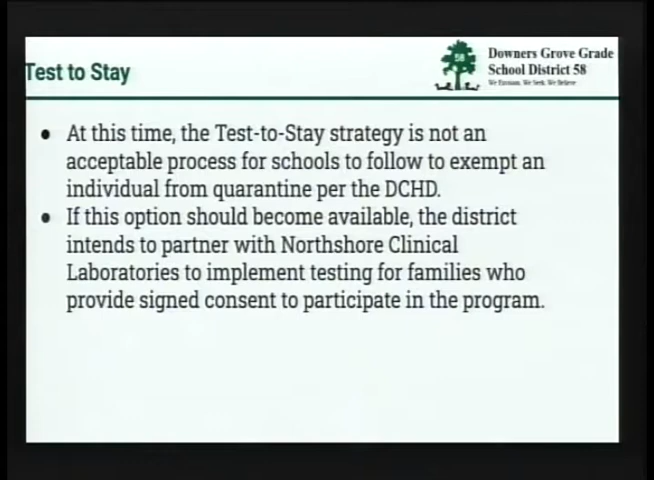 Test to Stay
58
Downers Grove Grade
School District 58
We Envision. We Seek. We Believe
● At this time, the Test-to-Stay strategy is not an
acceptable process for schools to follow to exempt an
individual from quarantine per the DCHD.
● If this option should become available, the district
intends to partner with Northshore Clinical
Laboratories to implement testing for families who
provide signed consent to participate in the program.